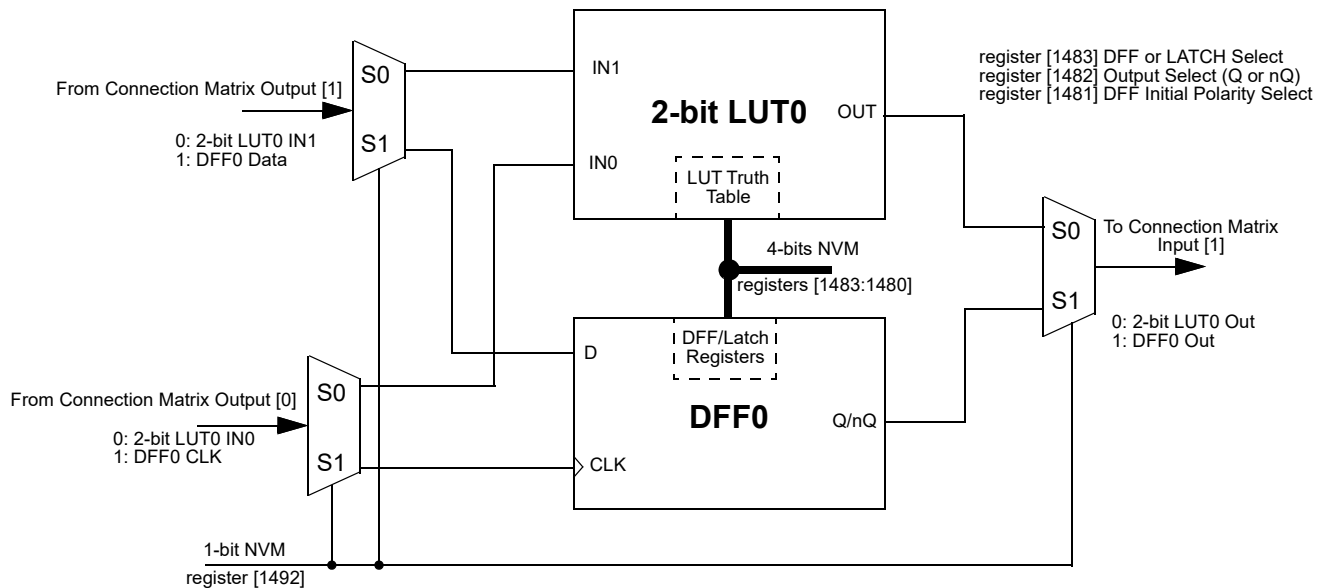 register [1483] DFF or LATCH Select
register [1482] Output Select (Q or nQ)
register [1481] DFF Initial Polarity Select
From Connection Matrix Output [1]
0: 2-bit LUT0 IN1
1: DFF0 Data
S0
S1
IN1
IN0
2-bit LUT0
OUT
LUT Truth
Table
4-bits NVM
registers [1483:1480]
S0
S1
To Connection Matrix
Input [1]
0: 2-bit LUT0 Out
1: DFF0 Out
From Connection Matrix Output [0]
0: 2-bit LUT0 IN0
1: DFF0 CLK
S0
S1
DFF/Latch
Registers
D
DFF0
Q/nQ
CLK
1-bit NVM
register [1492]